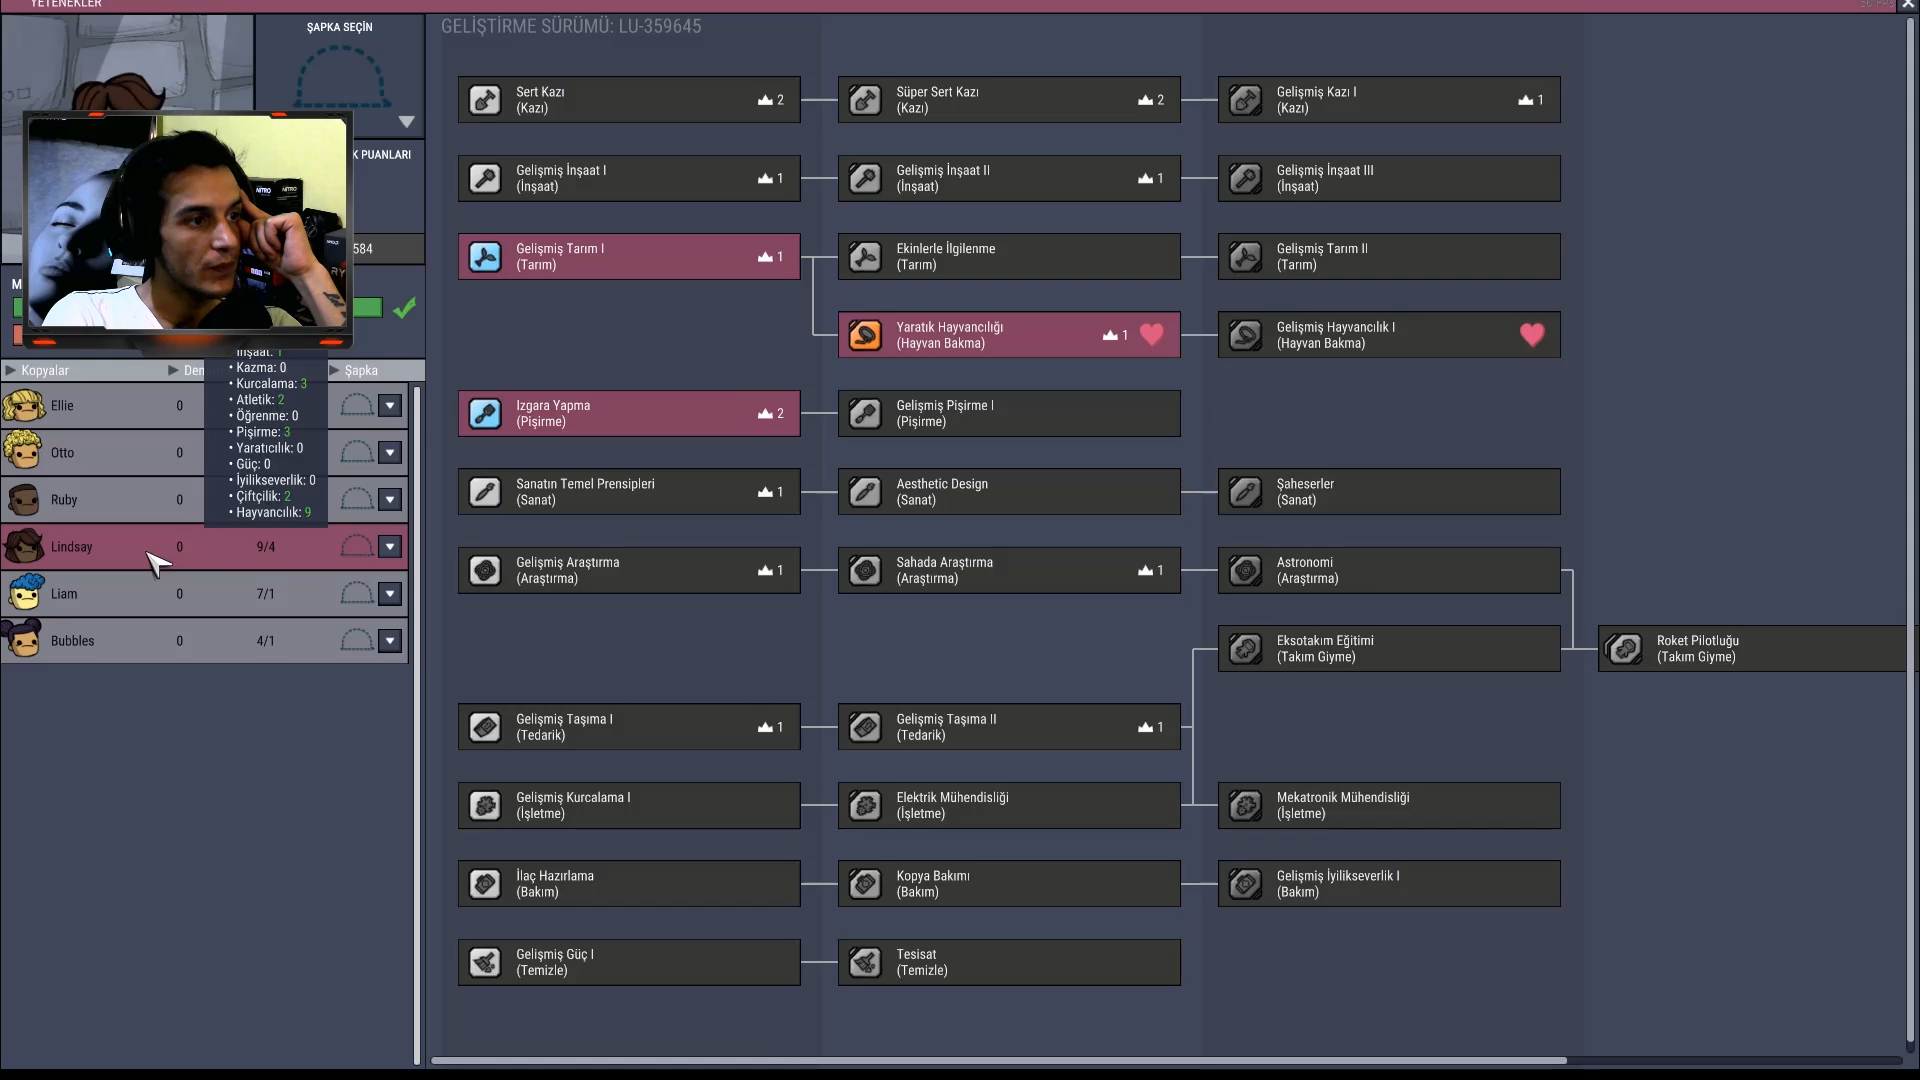 YETENEKLER
ŞAPKA SEÇİN
GELİŞTİRME SÜRÜMÜ: LU-359645
K PUANLARI
584
M
Kopyalar
Den
Şapka
Ellie 0
Otto 0
Ruby 0
Lindsay 0 9/4
Liam 0 7/1
Bubbles 0 4/1
İnşaat: 1
• Kazma: 0
• Kurcalama: 3
• Atletik: 2
• Öğrenme: 0
• Pişirme: 3
• Yaratıcılık: 0
• Güç: 0
• İyilikseverlik: 0
• Çiftçilik: 2
• Hayvancılık: 9
Sert Kazı
(Kazı)
2
Süper Sert Kazı
(Kazı)
2
Gelişmiş Kazı I
(Kazı)
1
Gelişmiş İnşaat I
(İnşaat)
1
Gelişmiş İnşaat II
(İnşaat)
1
Gelişmiş İnşaat III
(İnşaat)
Gelişmiş Tarım I
(Tarım)
1
Ekinlerle İlgilenme
(Tarım)
Gelişmiş Tarım II
(Tarım)
Yaratık Hayvancılığı
(Hayvan Bakma)
1
Gelişmiş Hayvancılık I
(Hayvan Bakma)
Izgara Yapma
(Pişirme)
2
Gelişmiş Pişirme I
(Pişirme)
Sanatın Temel Prensipleri
(Sanat)
1
Aesthetic Design
(Sanat)
Şaheserler
(Sanat)
Gelişmiş Araştırma
(Araştırma)
1
Sahada Araştırma
(Araştırma)
1
Astronomi
(Araştırma)
Eksotakım Eğitimi
(Takım Giyme)
Roket Pilotluğu
(Takım Giyme)
Gelişmiş Taşıma I
(Tedarik)
1
Gelişmiş Taşıma II
(Tedarik)
1
Gelişmiş Kurcalama I
(İşletme)
Elektrik Mühendisliği
(İşletme)
Mekatronik Mühendisliği
(İşletme)
İlaç Hazırlama
(Bakım)
Kopya Bakımı
(Bakım)
Gelişmiş İyilikseverlik I
(Bakım)
Gelişmiş Güç I
(Temizle)
Tesisat
(Temizle)
NITRO
NITRO